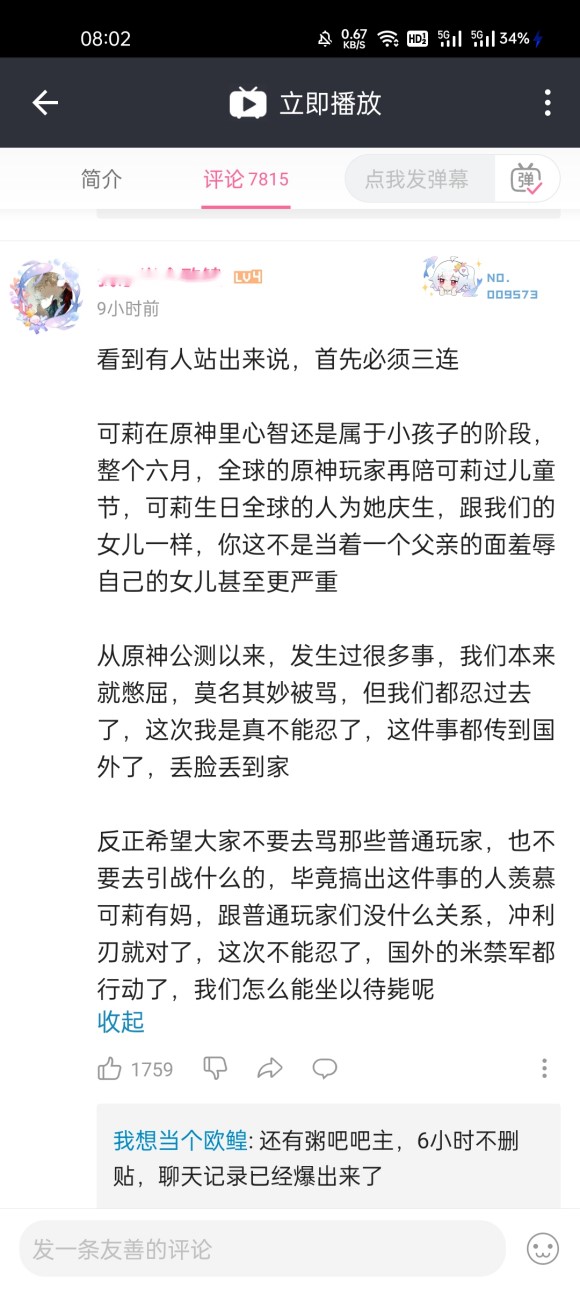 08:02
0.67
KB/S
HD
5G
5G
34%
立即播放
简介
评论 7815
点我发弹幕
弹
LV4
NO.
009573
9小时前
看到有人站出来说，首先必须三连
可莉在原神里心智还是属于小孩子的阶段，
整个六月，全球的原神玩家再陪可莉过儿童
节，可莉生日全球的人为她庆生，跟我们的
女儿一样，你这不是当着一个父亲的面羞辱
自己的女儿甚至更严重
从原神公测以来，发生过很多事，我们本来
就憋屈，莫名其妙被骂，但我们都忍过去
了，这次我是真不能忍了，这件事都传到国
外了，丢脸丢到家
反正希望大家不要去骂那些普通玩家，也不
要去引战什么的，毕竟搞出这件事的人羡慕
可莉有妈，跟普通玩家们没什么关系，冲利
刃就对了，这次不能忍了，国外的米禁军都
行动了，我们怎么能坐以待毙呢
收起
1759
我想当个欧鳇: 还有粥吧吧主，6小时不删
贴，聊天记录已经爆出来了
发一条友善的评论